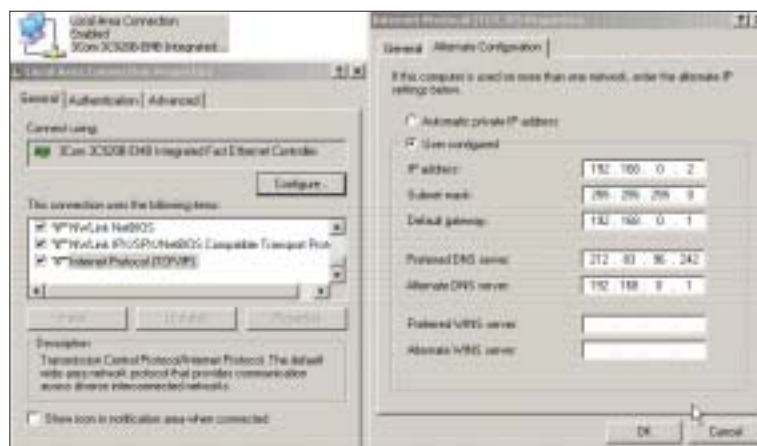 Local Area Connection
Enabled
3Com 3C920B-EMB Integrated
Local Area Connection Properties
General
Authentication
Advanced
Connect using:
3Com 3C920B-EMB Integrated Fast Ethernet Controller
Configure...
This connection uses the following items:
NWLink NetBIOS
NWLink IPX/SPX/NetBIOS Compatible Transport Prot
Internet Protocol (TCP/IP)
Description
Transmission Control Protocol/Internet Protocol. The default
wide area network protocol that provides communication
across diverse interconnected networks.
Show icon in notification area when connected
Internet Protocol (TCP/IP) Properties
General
Alternate Configuration
If this computer is used on more than one network, enter the alternate IP
settings below.
Automatic private IP address
User configured
IP address: 192 . 168 . 0 . 2
Subnet mask: 255 . 255 . 255 . 0
Default gateway: 192 . 168 . 0 . 1
Preferred DNS server: 212 . 83 . 96 . 242
Alternate DNS server: 192 . 168 . 0 . 1
Preferred WINS server:
Alternate WINS server:
OK
Cancel